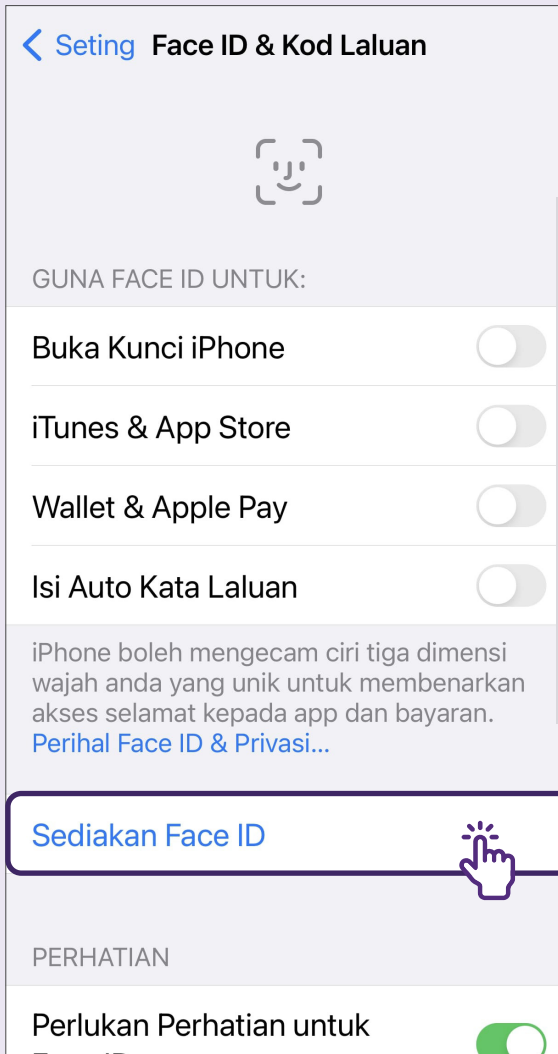 Seting Face ID & Kod Laluan
GUNA FACE ID UNTUK:
Buka Kunci iPhone
iTunes & App Store
Wallet & Apple Pay
Isi Auto Kata Laluan
iPhone boleh mengecam ciri tiga dimensi
wajah anda yang unik untuk membenarkan
akses selamat kepada app dan bayaran.
Perihal Face ID & Privasi...
Sediakan Face ID
PERHATIAN
Perlukan Perhatian untuk